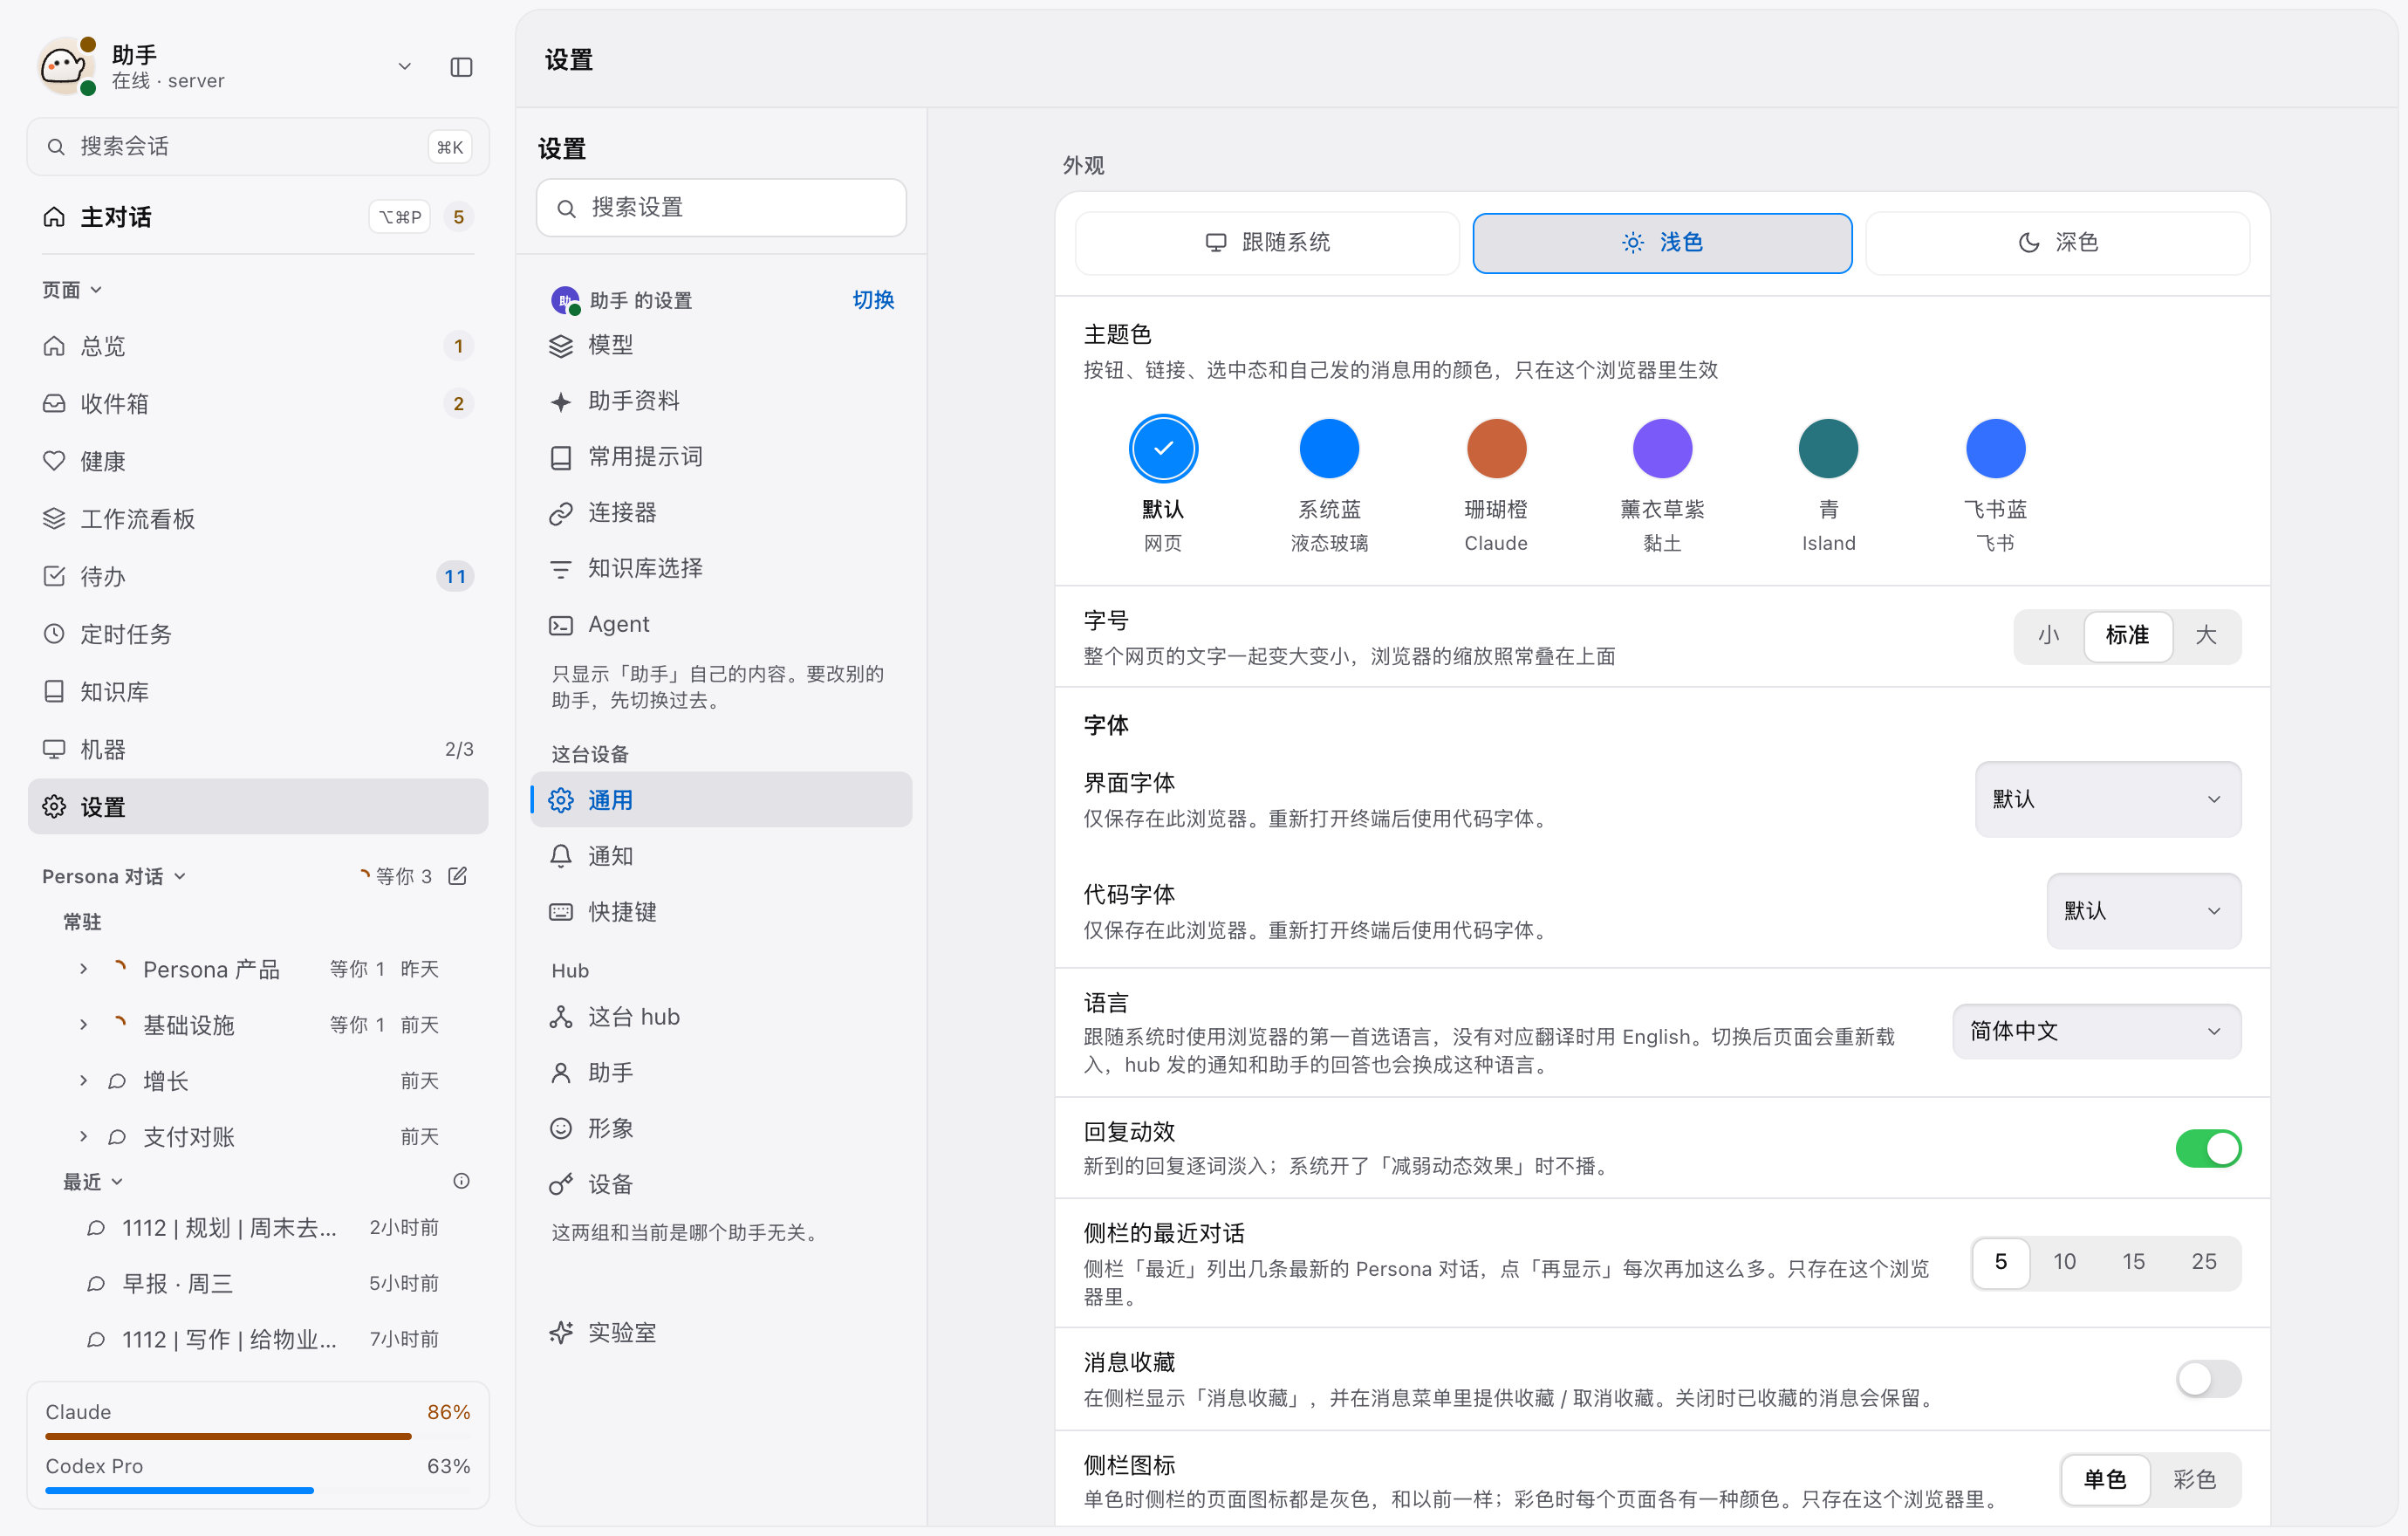 助手
在线 · server
搜索会话 ⌘K
主对话 ⌥⌘P 5
页面
总览 1
收件箱 2
健康
工作流看板
待办 11
定时任务
知识库
机器 2/3
设置
Persona 对话 等你 3
常驻
Persona 产品 等你 1 昨天
基础设施 等你 1 前天
增长 前天
支付对账 前天
最近
1112 | 规划 | 周末去... 2小时前
早报 · 周三 5小时前
1112 | 写作 | 给物业... 7小时前
Claude 86%
Codex Pro 63%
设置
设置
搜索设置
助 助手 的设置 切换
模型
助手资料
常用提示词
连接器
知识库选择
Agent
只显示「助手」自己的内容。要改别的
助手，先切换过去。
这台设备
通用
通知
快捷键
Hub
这台 hub
助手
形象
设备
这两组和当前是哪个助手无关。
实验室
外观
跟随系统 浅色 深色
主题色
按钮、链接、选中态和自己发的消息用的颜色，只在这个浏览器里生效
默认 系统蓝 珊瑚橙 薰衣草紫 青 飞书蓝
网页 液态玻璃 Claude 黏土 Island 飞书
字号
整个网页的文字一起变大变小，浏览器的缩放照常叠在上面
小 标准 大
字体
界面字体
仅保存在此浏览器。重新打开终端后使用代码字体。
默认
代码字体
仅保存在此浏览器。重新打开终端后使用代码字体。
默认
语言
跟随系统时使用浏览器的第一首选语言，没有对应翻译时用 English。切换后页面会重新载
入，hub 发的通知和助手的回答也会换成这种语言。
简体中文
回复动效
新到的回复逐词淡入；系统开了「减弱动态效果」时不播。
侧栏的最近对话
侧栏「最近」列出几条最新的 Persona 对话，点「再显示」每次再加这么多。只存在这个浏览
器里。
5 10 15 25
消息收藏
在侧栏显示「消息收藏」，并在消息菜单里提供收藏 / 取消收藏。关闭时已收藏的消息会保留。
侧栏图标
单色时侧栏的页面图标都是灰色，和以前一样；彩色时每个页面各有一种颜色。只存在这个浏览器里。
单色 彩色